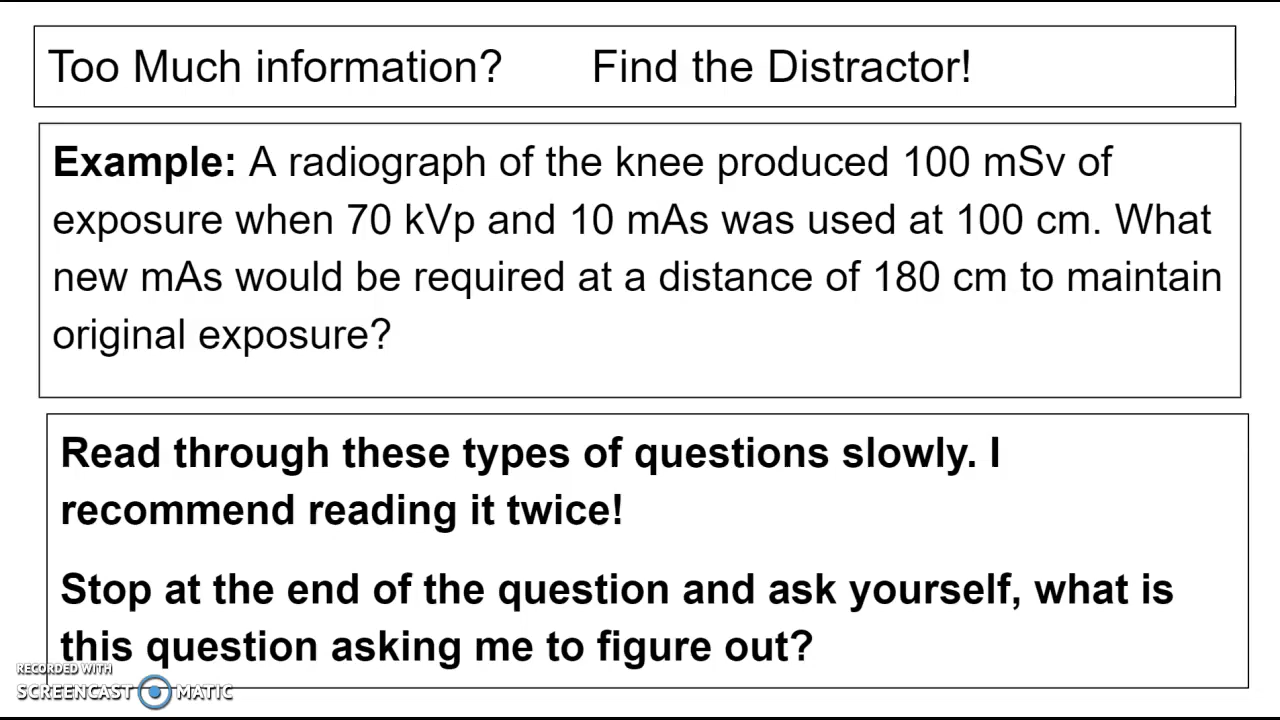 Too Much information? Find the Distractor!
Example: A radiograph of the knee produced 100 mSv of
exposure when 70 kVp and 10 mAs was used at 100 cm. What
new mAs would be required at a distance of 180 cm to maintain
original exposure?
Read through these types of questions slowly. I
recommend reading it twice!
Stop at the end of the question and ask yourself, what is
this question asking me to figure out?
RECORDED WITH
SCREENCAST MATIC